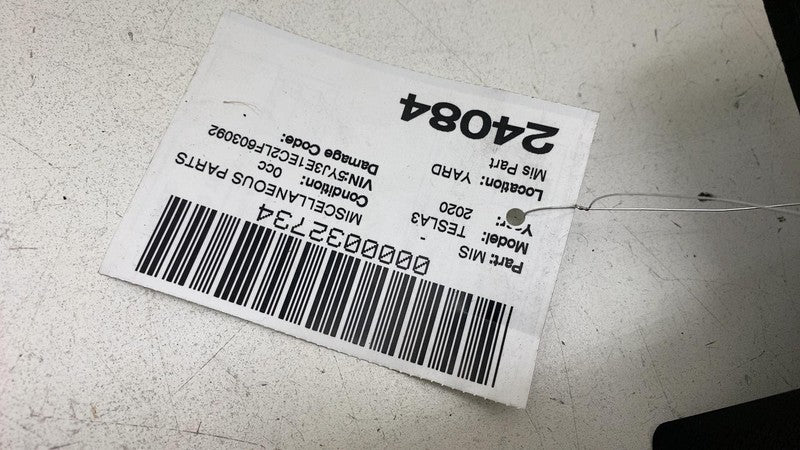 0000032734
MISCELLANEOUS PARTS
Part: MIS -
Model: TESLA3
Year: 2020
Condition: 0cc
VIN:5YJ3E1EC2LF603092
Damage Code:
Location: YARD
Mis Part
24084